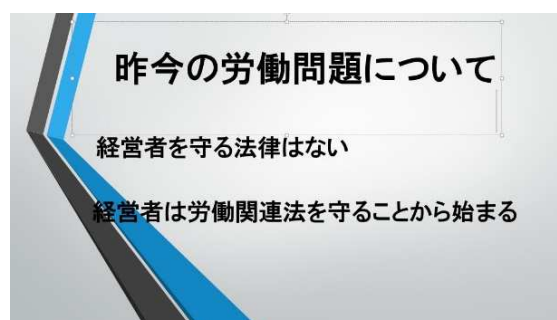 昨今の労働問題について
経営者を守る法律はない
経営者は労働関連法を守ることから始まる